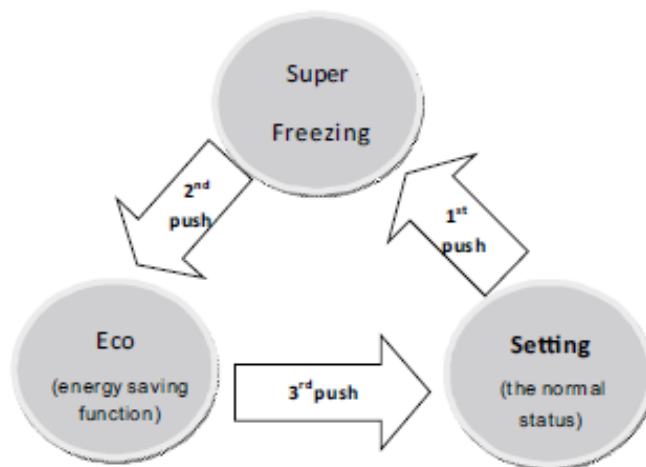 Super
Freezing
2nd
push
1st
push
Eco
(energy saving
function)
3rd push
Setting
(the normal
status)